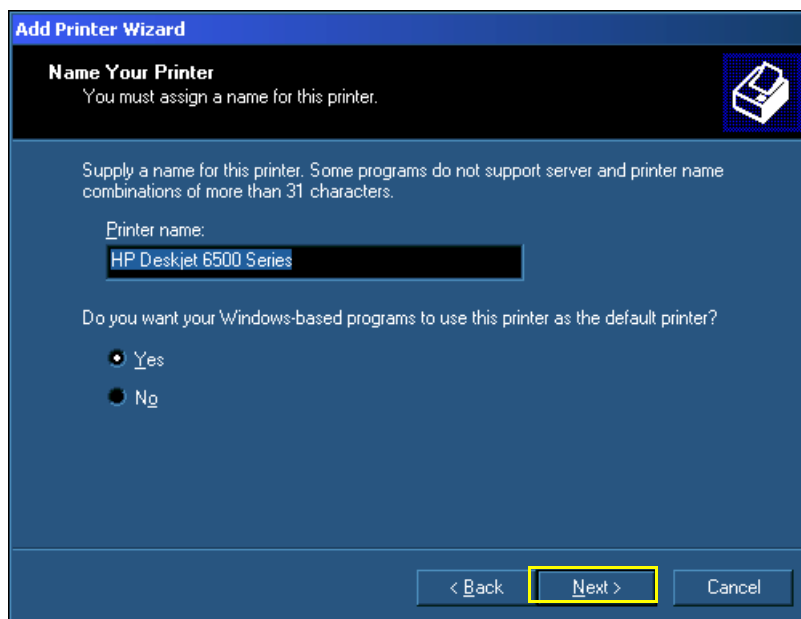 Add Printer Wizard
Name Your Printer
You must assign a name for this printer.
Supply a name for this printer. Some programs do not support server and printer name
combinations of more than 31 characters.
Printer name:
HP Deskjet 6500 Series
Do you want your Windows-based programs to use this printer as the default printer?
Yes
No
< Back Next > Cancel